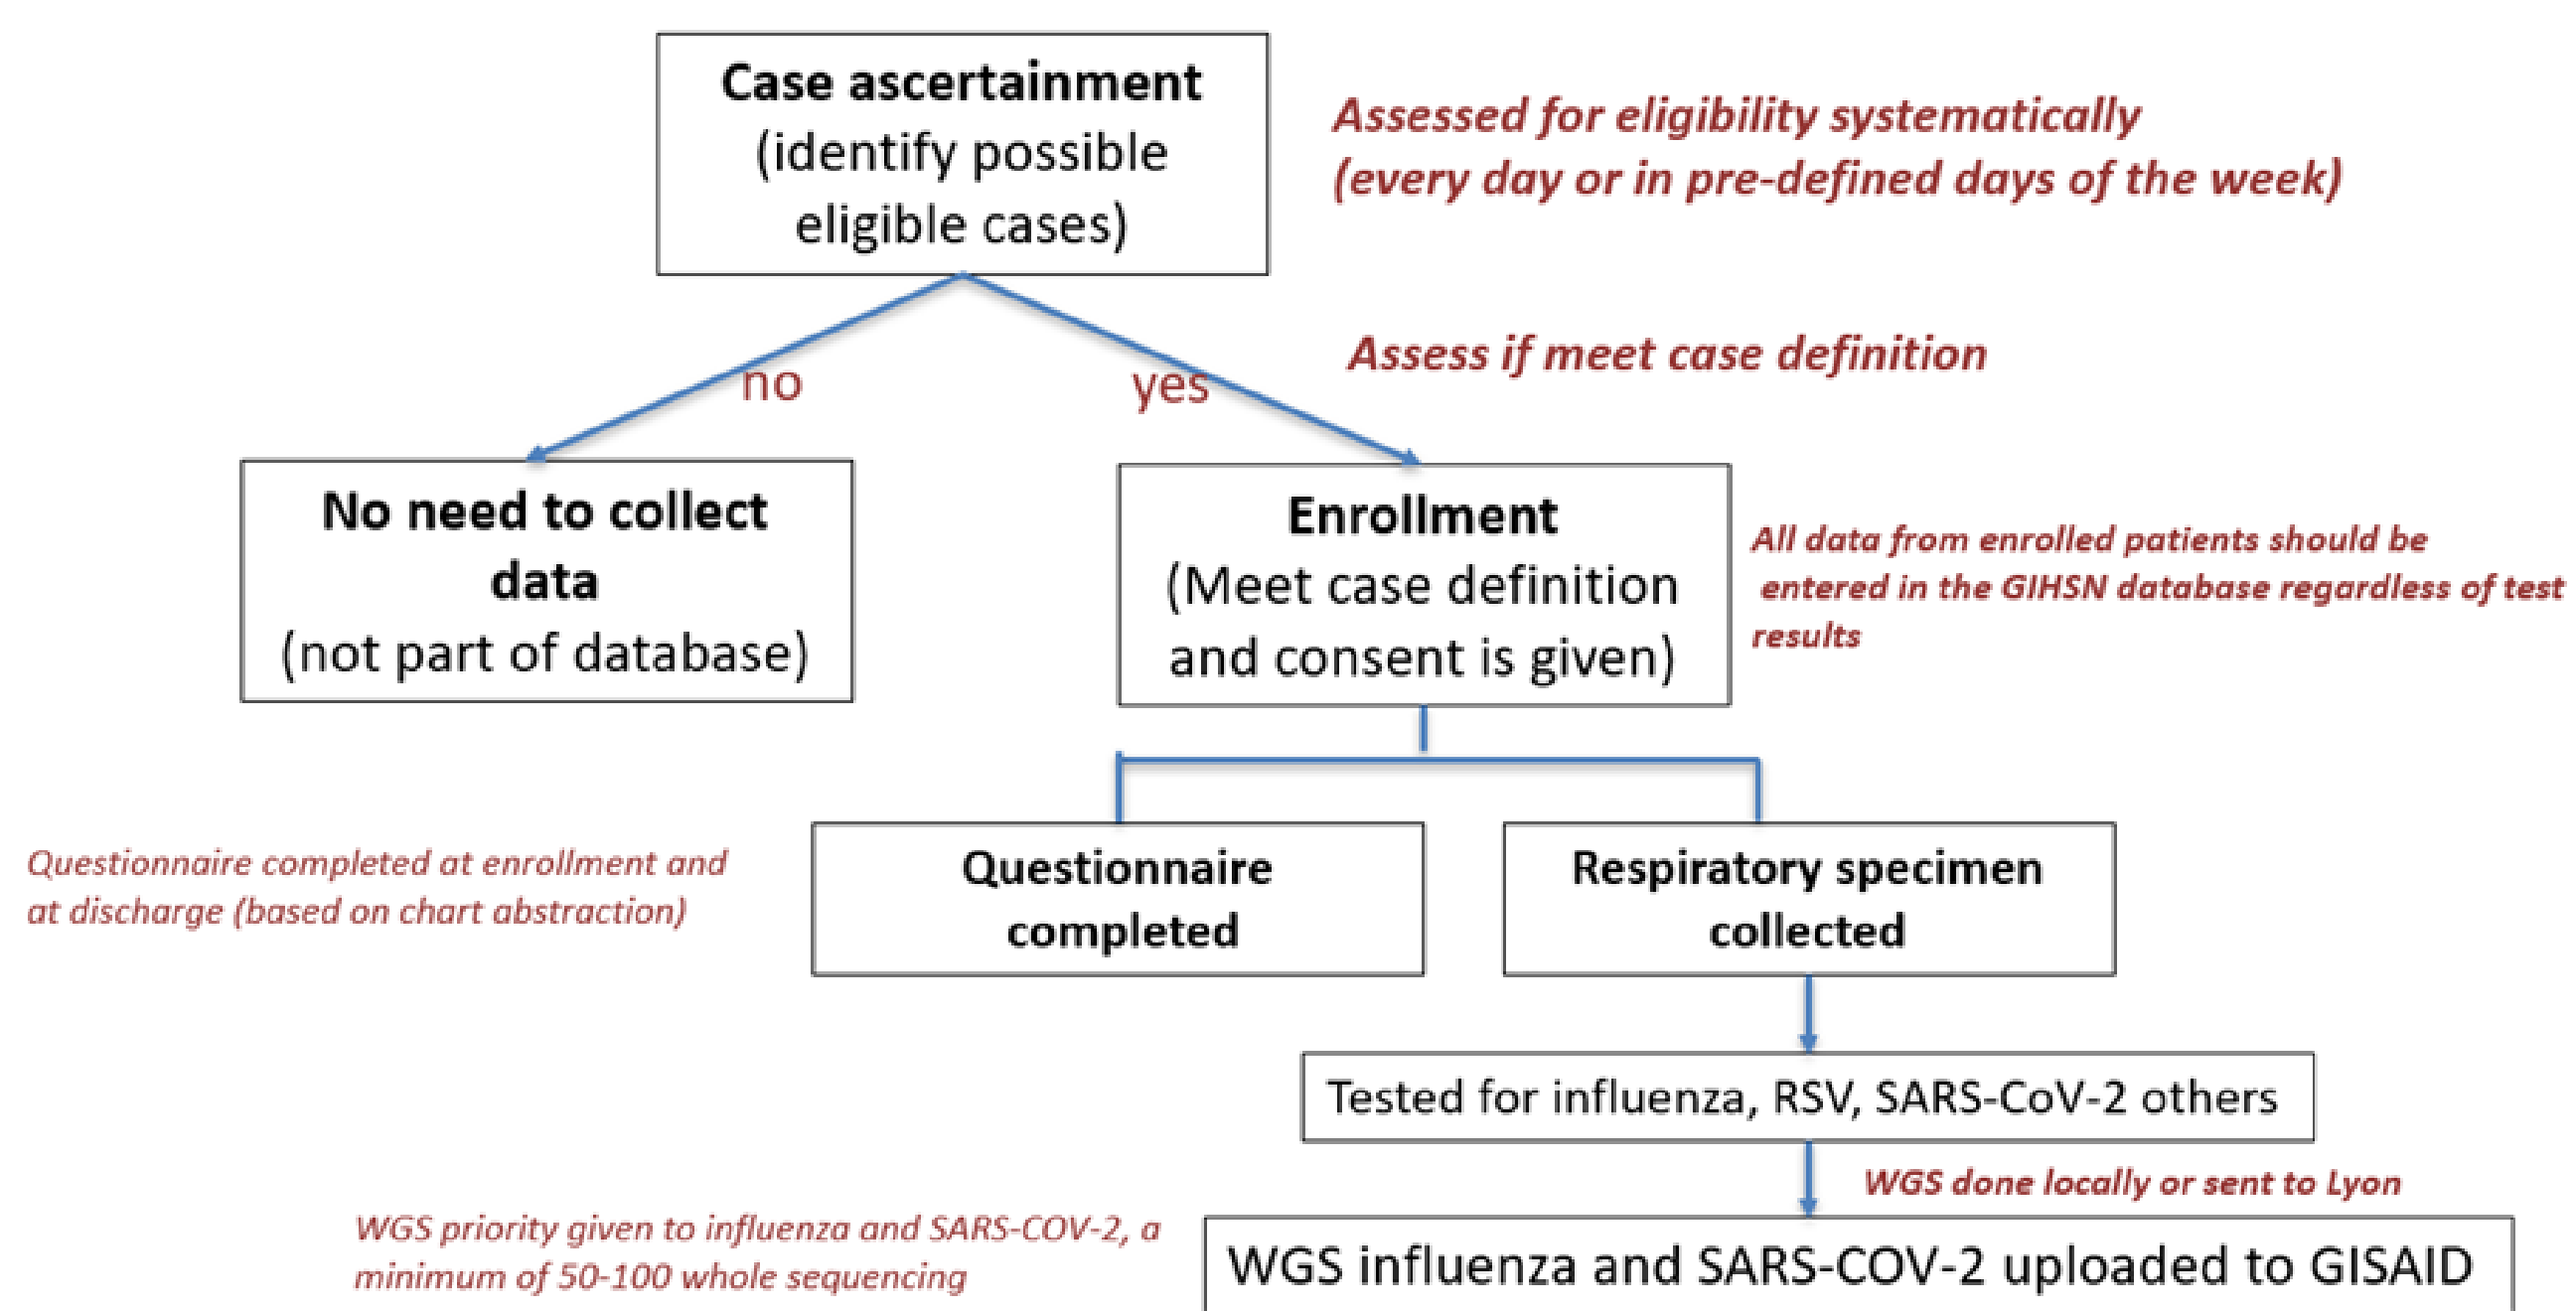 Case ascertainment
(identify possible
eligible cases)
Assessed for eligibility systematically
(every day or in pre-defined days of the week)
Assess if meet case definition
no
yes
No need to collect
data
(not part of database)
Enrollment
(Meet case definition
and consent is given)
All data from enrolled patients should be
entered in the GIHSN database regardless of test
results
Questionnaire completed at enrollment and
at discharge (based on chart abstraction)
Questionnaire
completed
Respiratory specimen
collected
Tested for influenza, RSV, SARS-CoV-2 others
WGS done locally or sent to Lyon
WGS priority given to influenza and SARS-COV-2, a
minimum of 50-100 whole sequencing
WGS influenza and SARS-COV-2 uploaded to GISAID